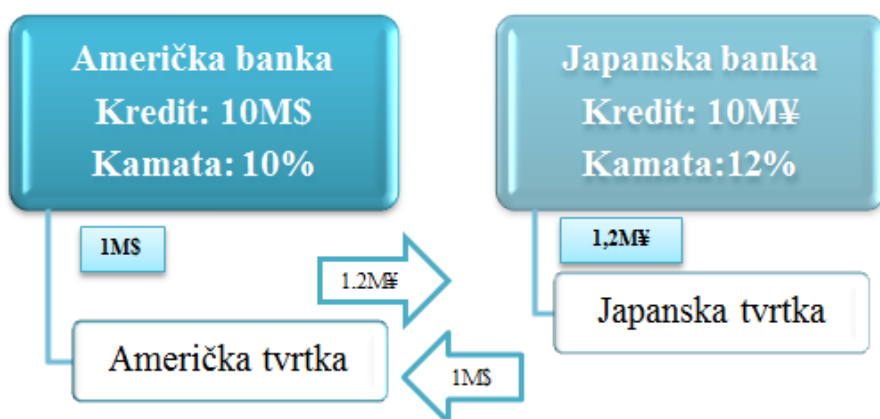 Američka banka
Kredit: 10M$
Kamata: 10%
Japanska banka
Kredit: 10M¥
Kamata:12%
1M$
1,2M¥
1.2M¥
Japanska tvrtka
Američka tvrtka
1M$